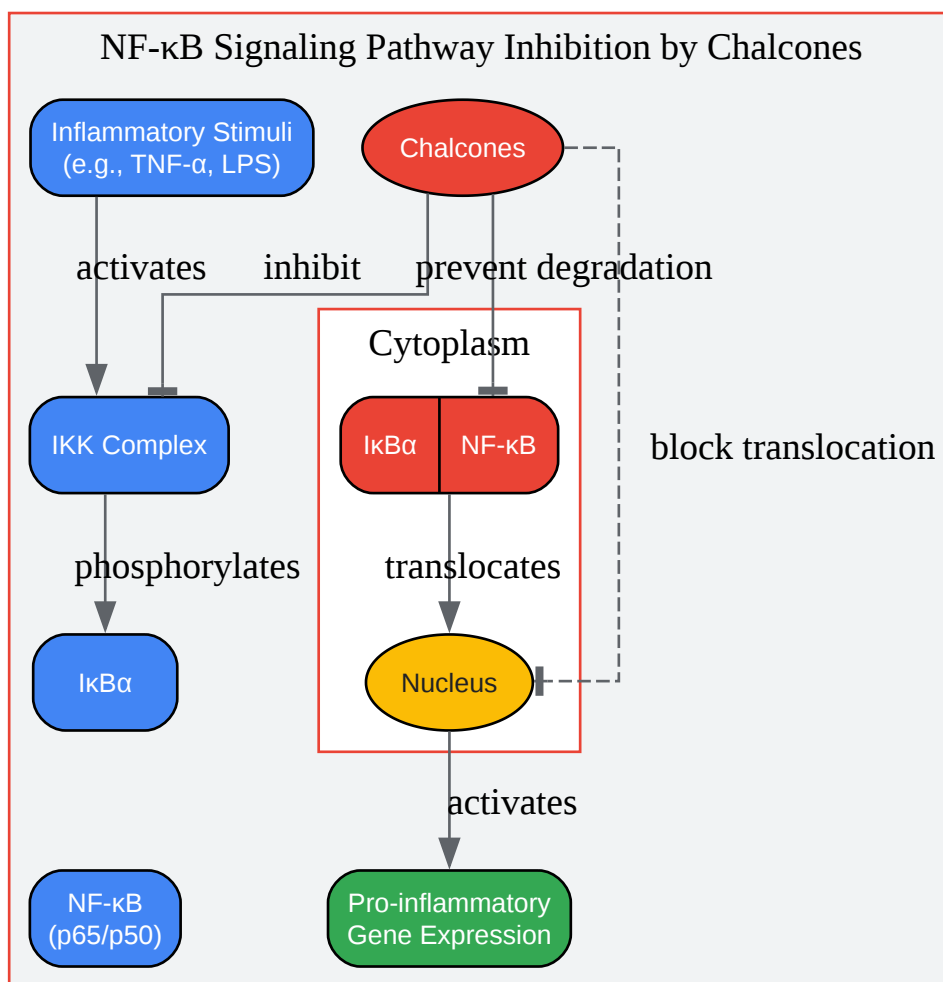 NF-κB Signaling Pathway Inhibition by Chalcones
Inflammatory Stimuli
(e.g., TNF-α, LPS)
Chalcones
activates
inhibit
prevent degradation
Cytoplasm
IKK Complex
IκBα
NF-κB
block translocation
phosphorylates
translocates
IκBα
Nucleus
activates
NF-κB
(p65/p50)
Pro-inflammatory
Gene Expression